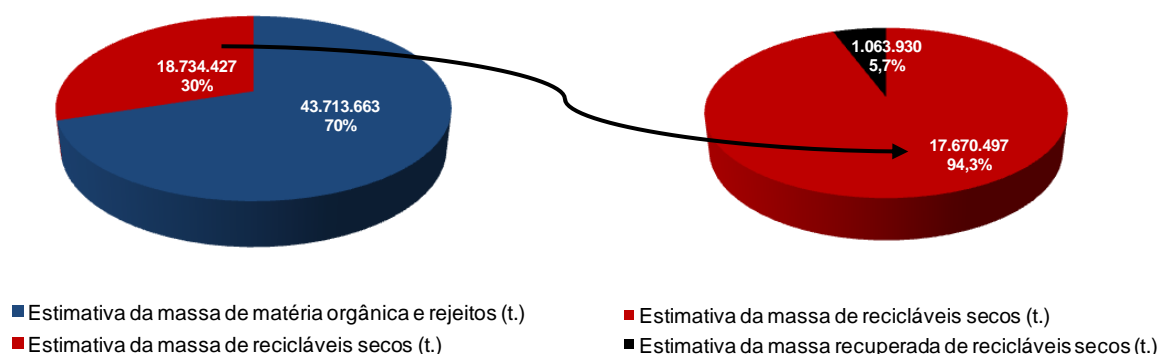 18.734.427
30%
43.713.663
70%
1.063.930
5,7%
17.670.497
94,3%
Estimativa da massa de matéria orgânica e rejeitos (t.)
Estimativa da massa de recicláveis secos (t.)
Estimativa da massa de recicláveis secos (t.)
Estimativa da massa recuperada de recicláveis secos (t.)